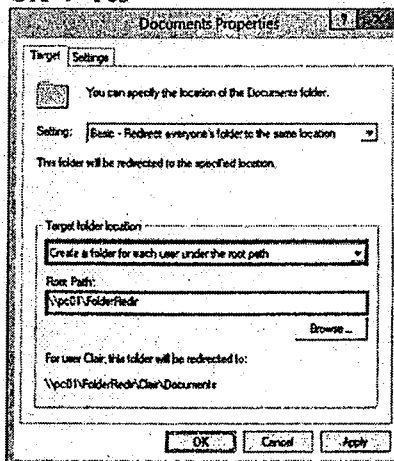 Documents Properties
Target Settings
You can specify the location of the Documents folder.
Setting: Basic - Redirect everyone's folder to the same location
This folder will be redirected to the specified location.
Target folder location
Create a folder for each user under the root path
Root Path:
\\pc01\FolderRedir
Browse...
For user Clair, this folder will be redirected to:
\\pc01\FolderRedir\Clair\Documents
OK Cancel Apply